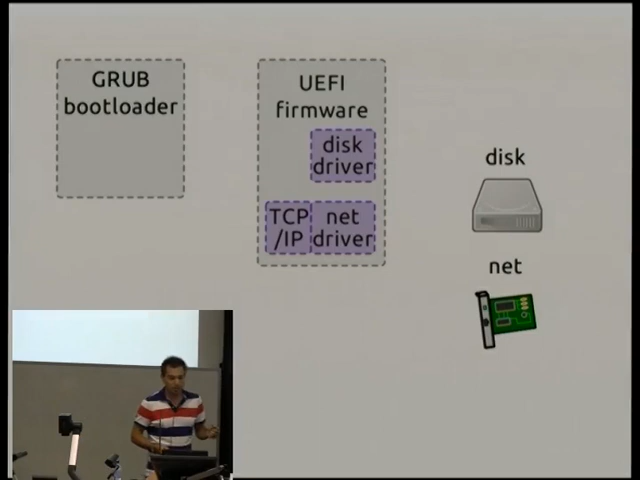 GRUB
bootloader
UEFI
firmware
disk
driver
TCP
/IP
net
driver
disk
net